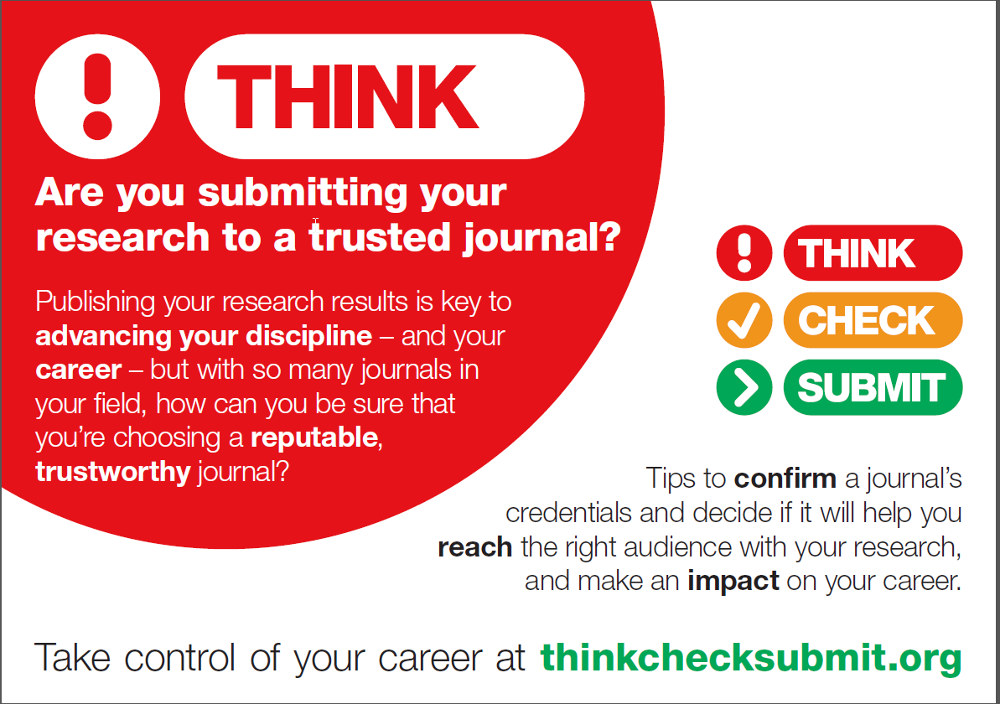 THINK
Are you submitting your
research to a trusted journal?
Publishing your research results is key to
advancing your discipline – and your
career – but with so many journals in
your field, how can you be sure that
you’re choosing a reputable,
trustworthy journal?
THINK
CHECK
SUBMIT
Tips to confirm a journal’s
credentials and decide if it will help you
reach the right audience with your research,
and make an impact on your career.
Take control of your career at thinkchecksubmit.org